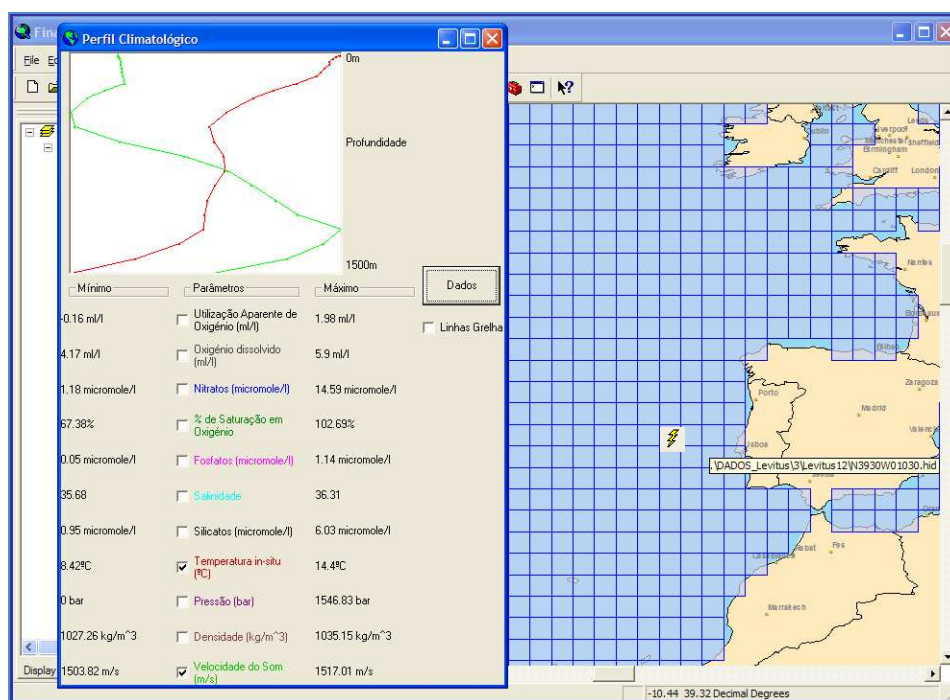 Fina
File
Perfil Climatológico
0m
Profundidade
1500m
Mínimo
Parâmetros
Máximo
Dados
Linhas Grelha
-0.16 ml/l
Utilização Aparente de
Oxigénio (ml/l)
1.98 ml/l
4.17 ml/l
Oxigénio dissolvido
(ml/l)
5.9 ml/l
1.18 micromole/l
Nitratos (micromole/l)
14.59 micromole/l
67.38%
% de Saturação em
Oxigénio
102.69%
0.05 micromole/l
Fosfatos (micromole/l)
1.14 micromole/l
35.68
Salinidade
36.31
0.95 micromole/l
Silicatos (micromole/l)
6.03 micromole/l
8.42ºC
Temperatura in-situ
(ºC)
14.4ºC
0 bar
Pressão (bar)
1546.83 bar
1027.26 kg/m^3
Densidade (kg/m^3)
1035.15 kg/m^3
1503.82 m/s
Velocidade do Som
(m/s)
1517.01 m/s
Display
Dublin
Leeds
Liverpool
Manchester
Sheffield
Birmingham
Cardiff
London
Nantes
Bordeaux
Bilbao
Zaragoza
Porto
Madrid
Valencia
Lisboa
.\DADOS_Levitus\3\Levitus12\N3930W01030.hid
Sevilla
Rabat
Fes
Casablanca
Marrakech
-10.44 39.32 Decimal Degrees